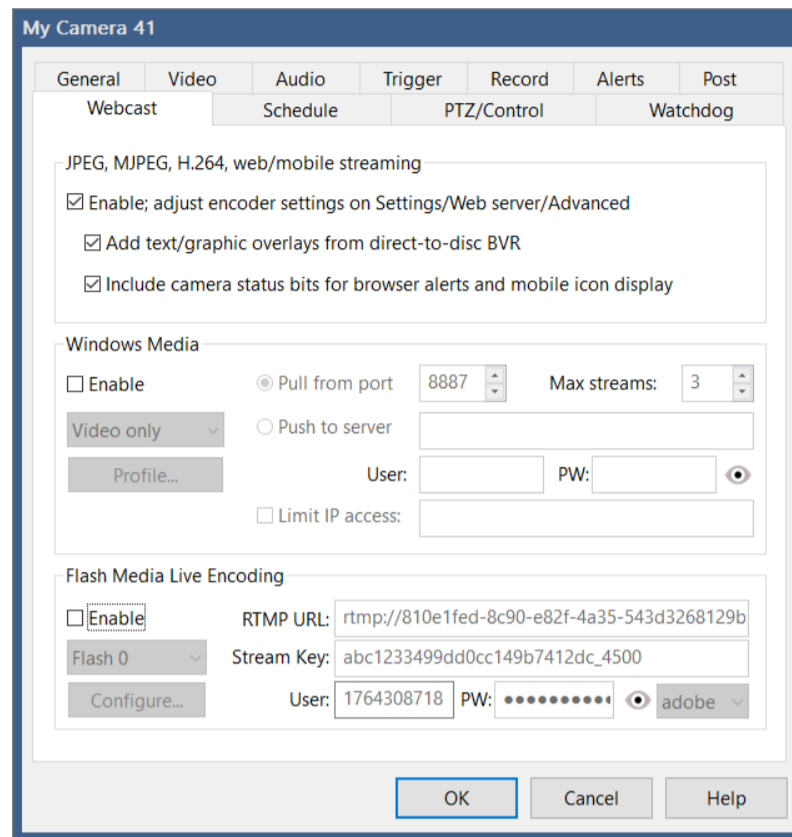 My Camera 41
General Video Audio Trigger Record Alerts Post
Webcast Schedule PTZ/Control Watchdog
JPEG, MJPEG, H.264, web/mobile streaming
Enable; adjust encoder settings on Settings/Web server/Advanced
Add text/graphic overlays from direct-to-disc BVR
Include camera status bits for browser alerts and mobile icon display
Windows Media
Enable Pull from port 8887 Max streams: 3
Video only Push to server
Profile... User: PW:
Limit IP access:
Flash Media Live Encoding
Enable RTMP URL: rtmp://810e1fed-8c90-e82f-4a35-543d3268129b
Flash 0 Stream Key: abc1233499dd0cc149b7412dc_4500
Configure... User: 1764308718 PW: adobe
OK Cancel Help